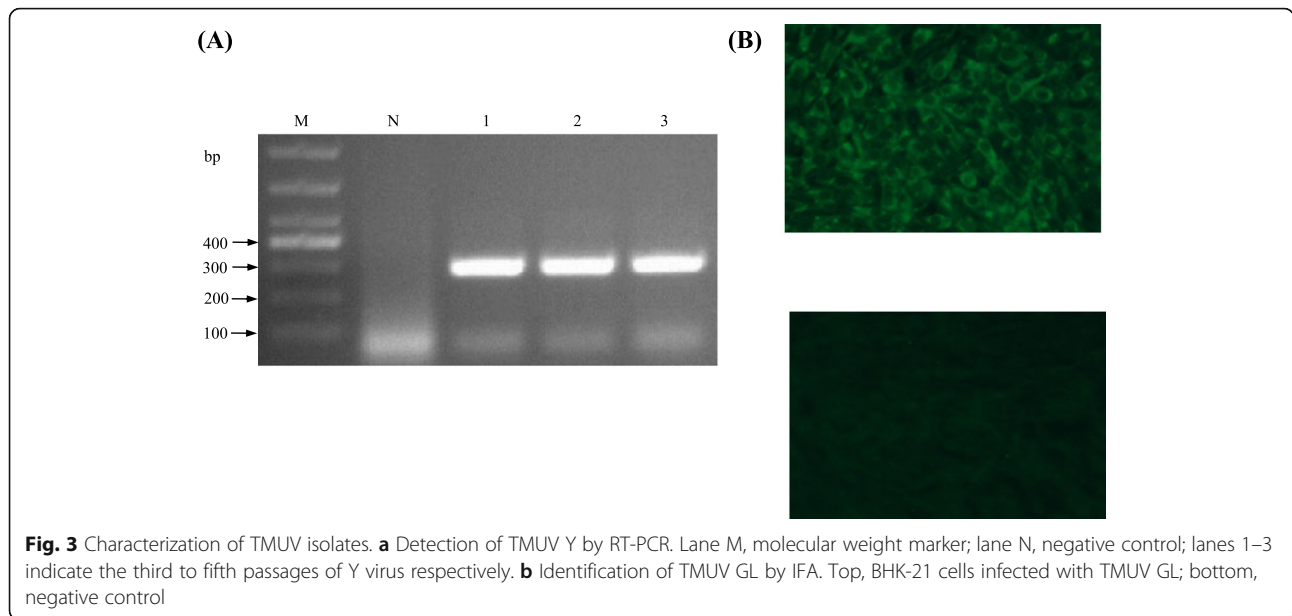 (A)
(B)
M N 1 2 3
bp
400
300
200
100
Fig. 3 Characterization of TMUV isolates. a Detection of TMUV Y by RT-PCR. Lane M, molecular weight marker; lane N, negative control; lanes 1–3
indicate the third to fifth passages of Y virus respectively. b Identification of TMUV GL by IFA. Top, BHK-21 cells infected with TMUV GL; bottom,
negative control